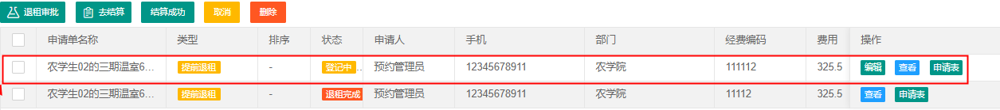 退租审批 去结算 结算成功 取消 删除
申请单名称 类型 排序 状态 申请人 手机 部门 经费编码 费用 操作
农学生02的三期温室6... 提前退租 - 登记中 ... 预约管理员 12345678911 农学院 111112 325.5 编辑 查看 申请表
农学生02的三期温室6... 提前退租 - 退租完成 预约管理员 12345678911 农学院 111112 325.5 查看 申请表